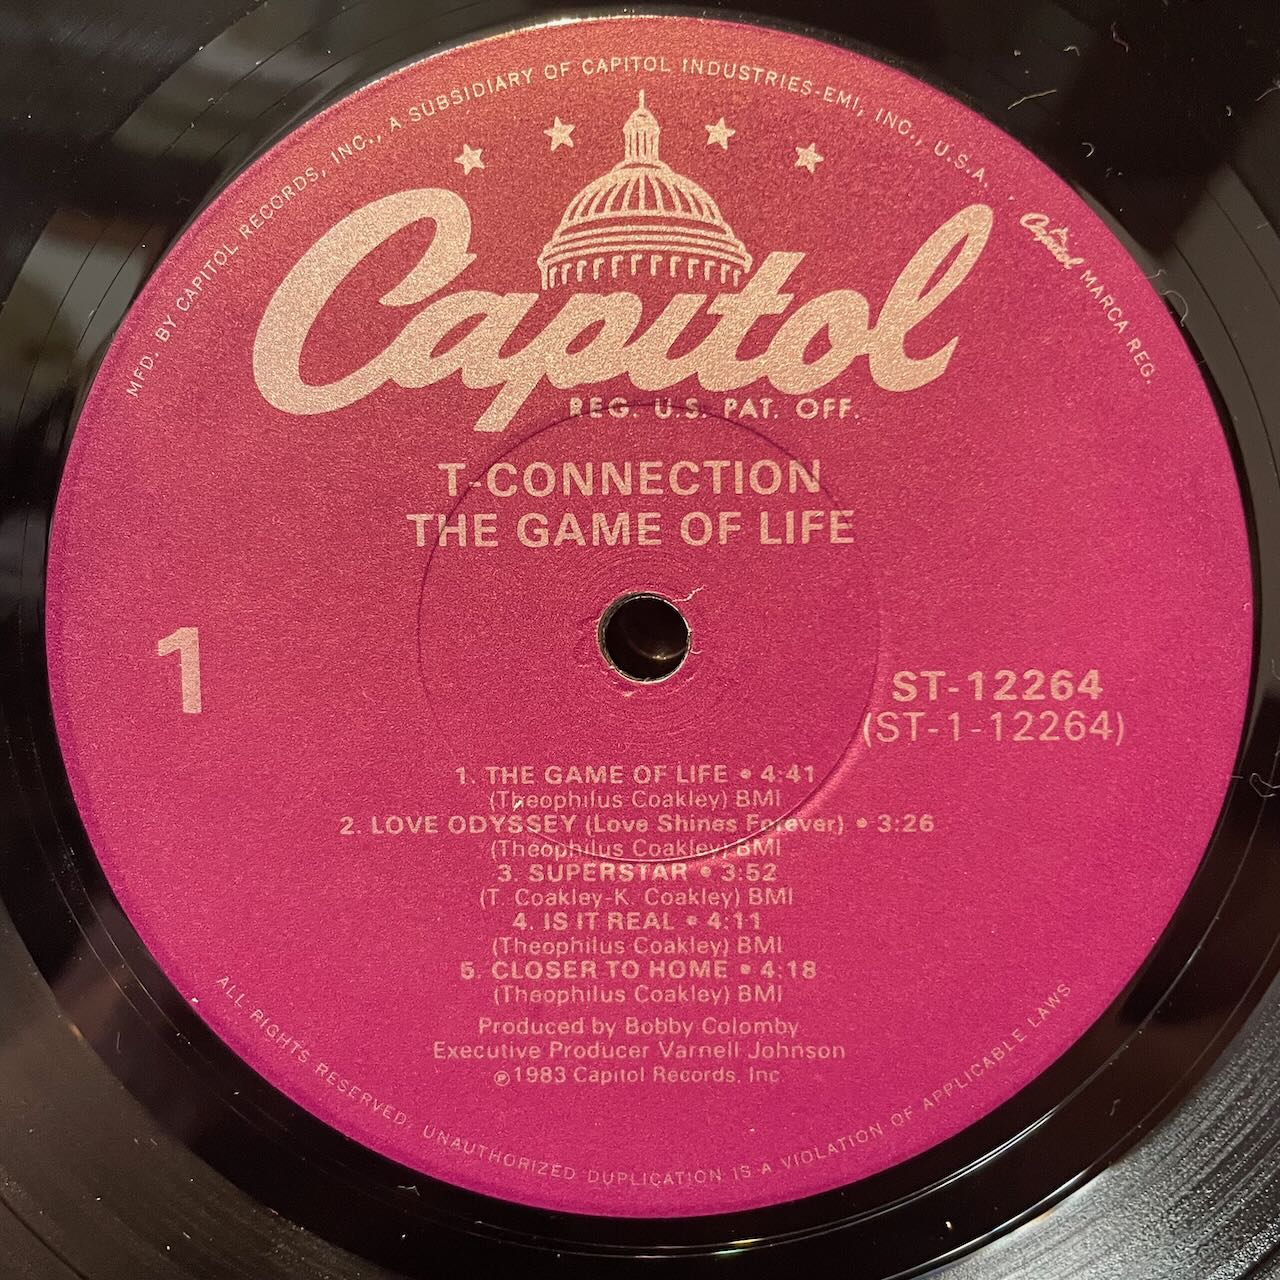 MFD. BY CAPITOL RECORDS, INC., A SUBSIDIARY OF CAPITOL INDUSTRIES-EMI, INC., U.S.A. . Capitol MARCA REG.
Capitol
REG. U.S. PAT. OFF.
T-CONNECTION
THE GAME OF LIFE
1
ST-12264
(ST-1-12264)
1. THE GAME OF LIFE • 4:41
(Theophilus Coakley) BMI
2. LOVE ODYSSEY (Love Shines Forever) • 3:26
(Theophilus Coakley) BMI
3. SUPERSTAR • 3:52
(T. Coakley-K. Coakley) BMI
4. IS IT REAL • 4:11
(Theophilus Coakley) BMI
5. CLOSER TO HOME • 4:18
(Theophilus Coakley) BMI
Produced by Bobby Colomby
Executive Producer Varnell Johnson
℗1983 Capitol Records, Inc.
ALL RIGHTS RESERVED. UNAUTHORIZED DUPLICATION IS A VIOLATION OF APPLICABLE LAWS